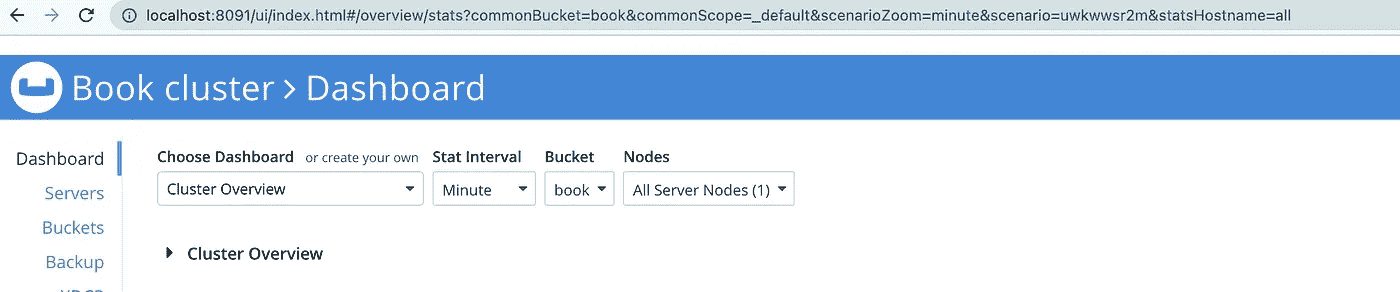 localhost:8091/ui/index.html#/overview/stats?commonBucket=book&commonScope=_default&scenarioZoom=minute&scenario=uwkwwsr2m&statsHostname=all
Book cluster > Dashboard
Dashboard
Servers
Buckets
Backup
Choose Dashboard or create your own Stat Interval Bucket Nodes
Cluster Overview Minute book All Server Nodes (1)
Cluster Overview